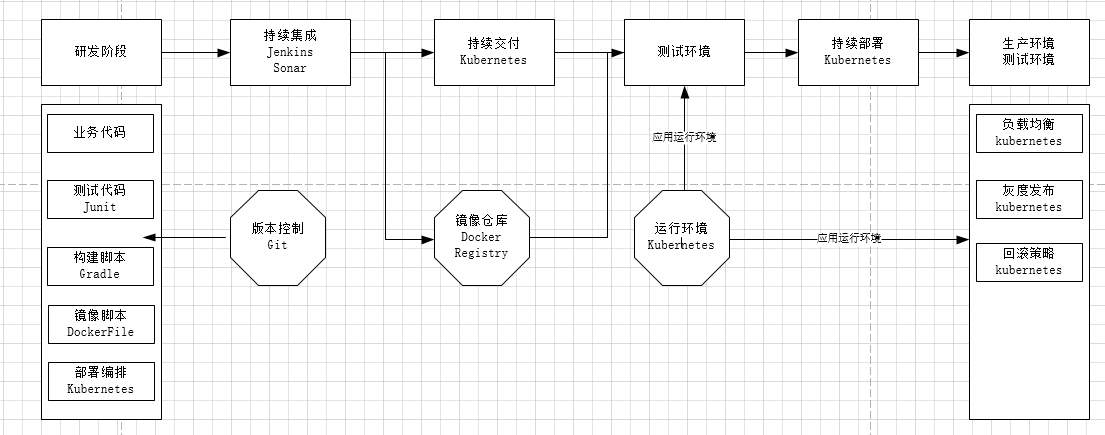 研发阶段
持续集成
Jenkins
Sonar
持续交付
Kubernetes
测试环境
持续部署
Kubernetes
生产环境
测试环境
业务代码
测试代码
Junit
构建脚本
Gradle
镜像脚本
DockerFile
部署编排
Kubernetes
版本控制
Git
镜像仓库
Docker
Registry
应用运行环境
运行环境
Kubernetes
应用运行环境
负载均衡
kubernetes
灰度发布
kubernetes
回滚策略
kubernetes